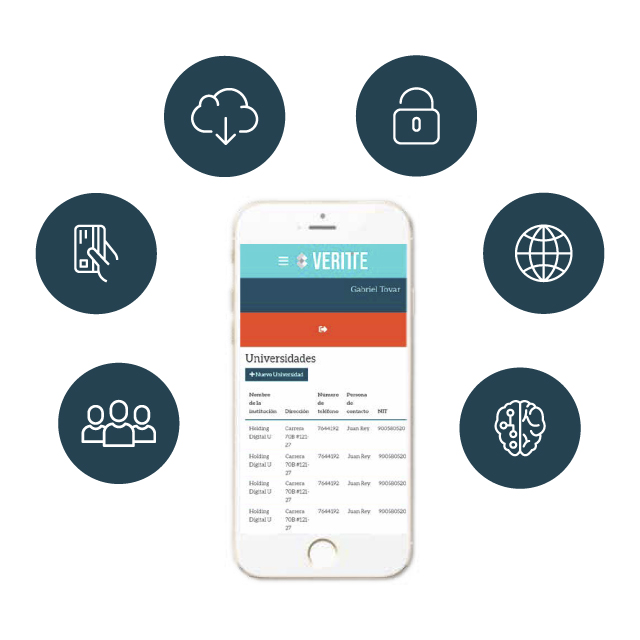 VERITTE
Gabriel Tovar
Universidades
Nueva Universidad
Nombre de la institución Dirección Número de teléfono Persona de contacto NIT
Holding Digital U Carrera 70B #121-27 7644192 Juan Rey 900580520
Holding Digital U Carrera 70B #121-27 7644192 Juan Rey 900580520
Holding Digital U Carrera 70B #121-27 7644192 Juan Rey 900580520
Holding Digital U Carrera 70B #121-27 7644192 Juan Rey 900580520